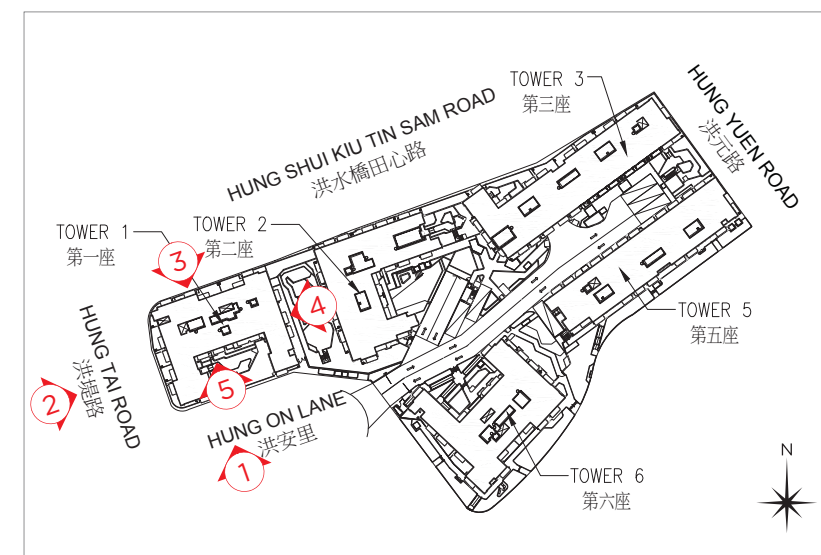 TOWER 3
第三座
HUNG YUEN ROAD
洪元路
HUNG SHUI KIU TIN SAM ROAD
洪水橋田心路
TOWER 1
第一座
TOWER 2
第二座
3
4
TOWER 5
第五座
HUNG TAI ROAD
洪堤路
2
5
HUNG ON LANE
洪安里
1
TOWER 6
第六座
N